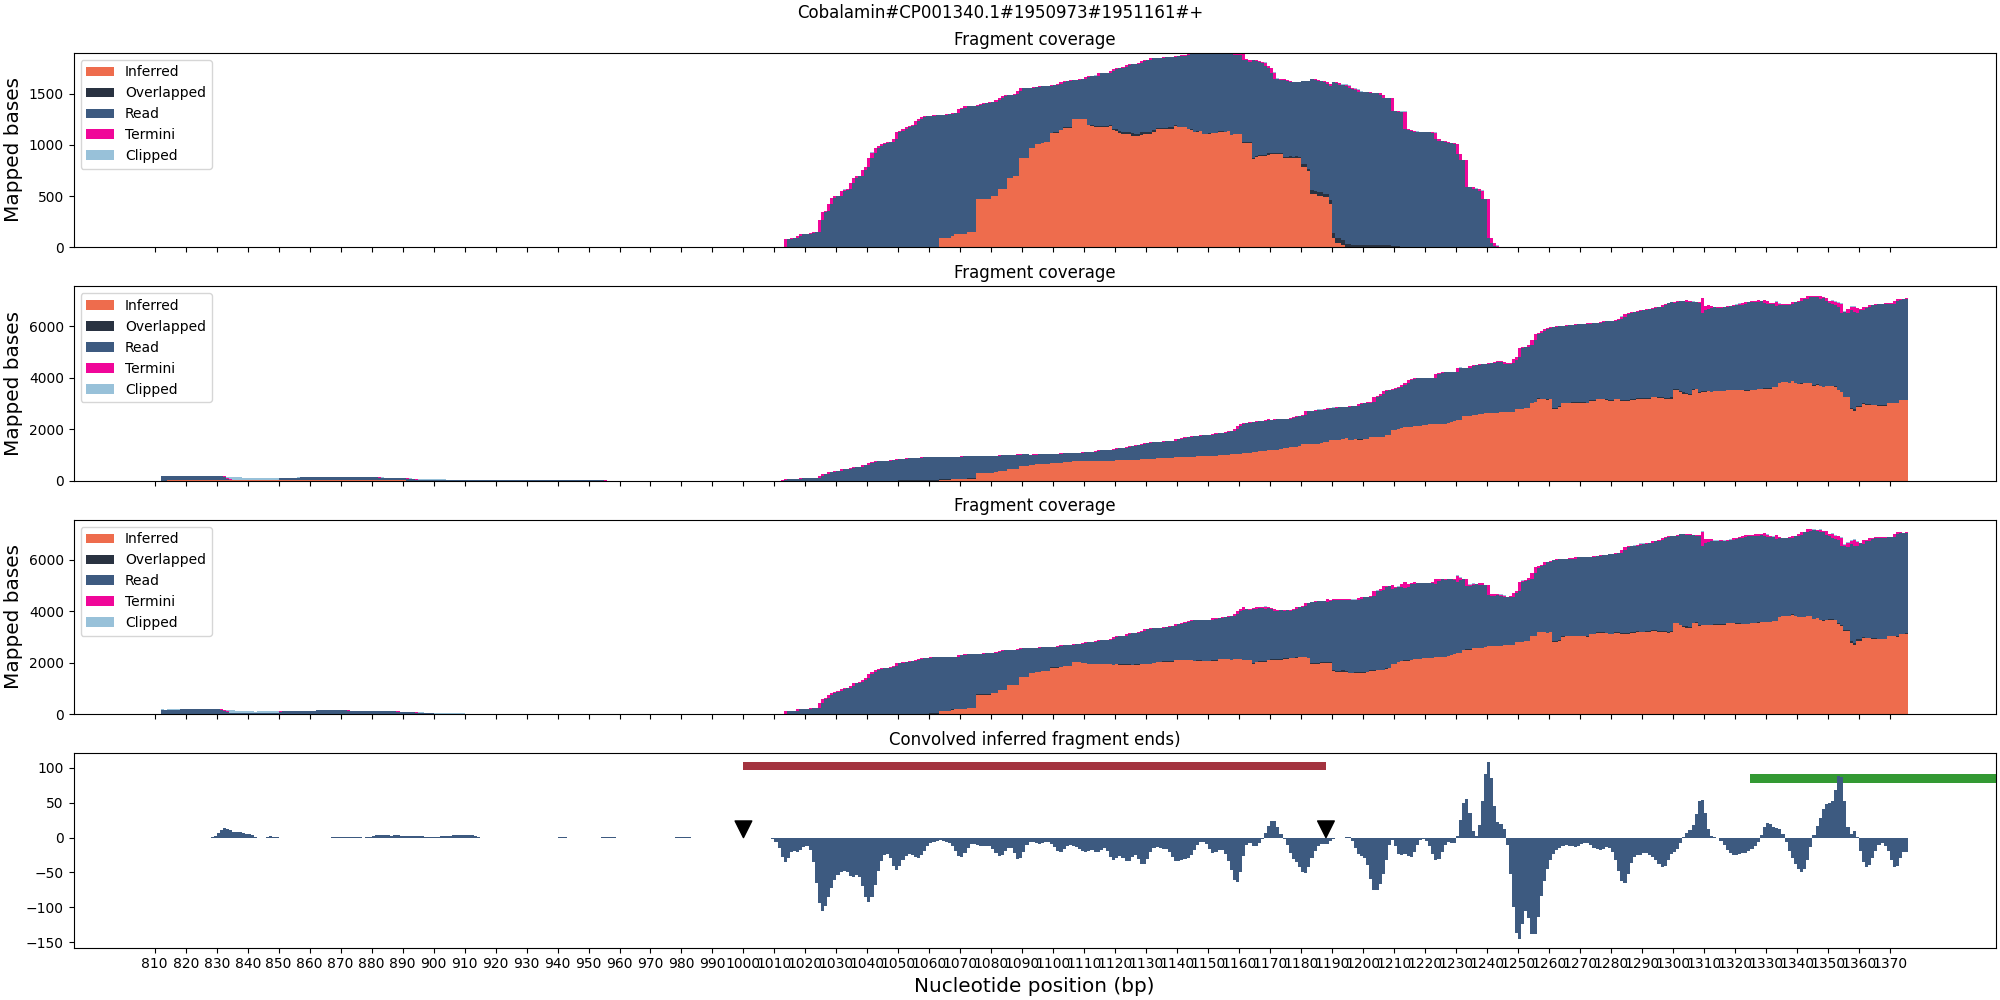 Cobalamin#CP001340.1#1950973#1951161#+
Fragment coverage
Mapped bases
1500
1000
500
0
Inferred
Overlapped
Read
Termini
Clipped
Fragment coverage
Mapped bases
6000
4000
2000
0
Inferred
Overlapped
Read
Termini
Clipped
Fragment coverage
Mapped bases
6000
4000
2000
0
Inferred
Overlapped
Read
Termini
Clipped
Convolved inferred fragment ends)
100
50
0
−50
−100
−150
810 820 830 840 850 860 870 880 890 900 910 920 930 940 950 960 970 980 990 1000 1010 1020 1030 1040 1050 1060 1070 1080 1090 1100 1110 1120 1130 1140 1150 1160 1170 1180 1190 1200 1210 1220 1230 1240 1250 1260 1270 1280 1290 1300 1310 1320 1330 1340 1350 1360 1370
Nucleotide position (bp)